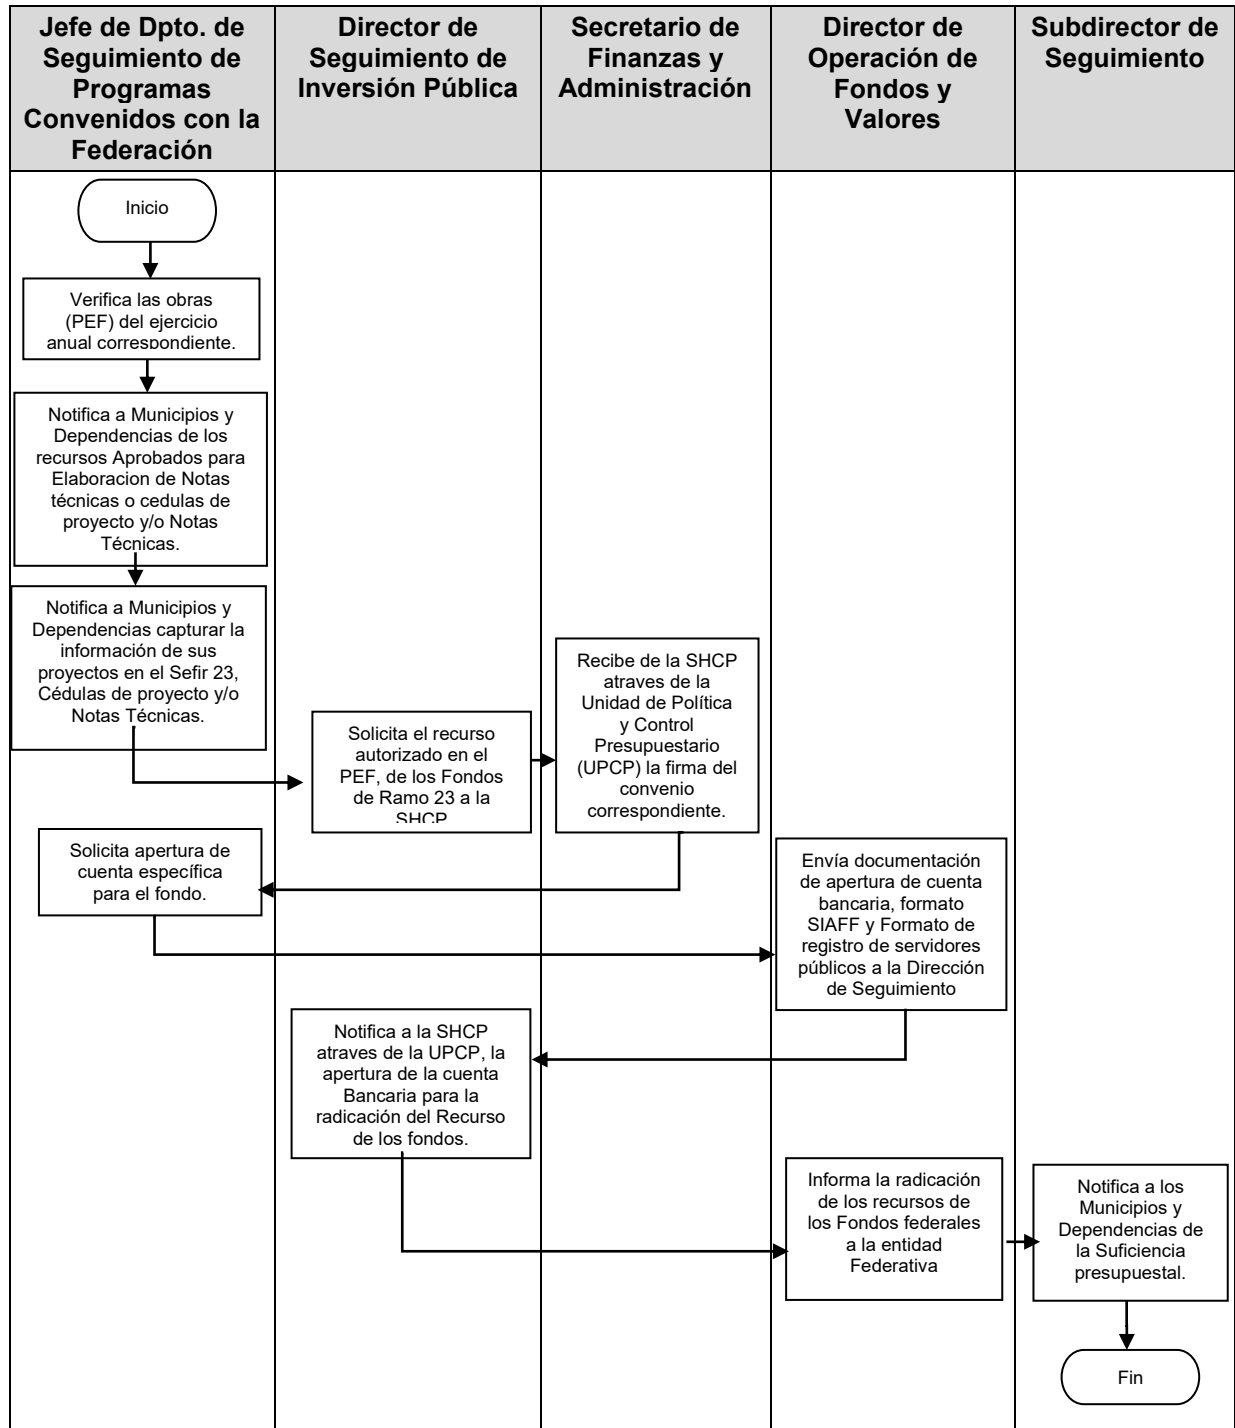 Jefe de Dpto. de
Seguimiento de
Programas
Convenidos con la
Federación
Director de
Seguimiento de
Inversión Pública
Secretario de
Finanzas y
Administración
Director de
Operación de
Fondos y
Valores
Subdirector de
Seguimiento
Inicio
Verifica las obras
(PEF) del ejercicio
anual correspondiente.
Notifica a Municipios y
Dependencias de los
recursos Aprobados para
Elaboracion de Notas
técnicas o cedulas de
proyecto y/o Notas
Técnicas.
Notifica a Municipios y
Dependencias capturar la
información de sus
proyectos en el Sefir 23,
Cédulas de proyecto y/o
Notas Técnicas.
Solicita el recurso
autorizado en el
PEF, de los Fondos
de Ramo 23 a la
SHCP
Recibe de la SHCP
atraves de la
Unidad de Política
y Control
Presupuestario
(UPCP) la firma del
convenio
correspondiente.
Solicita apertura de
cuenta específica
para el fondo.
Envía documentación
de apertura de cuenta
bancaria, formato
SIAFF y Formato de
registro de servidores
públicos a la Dirección
de Seguimiento
Notifica a la SHCP
atraves de la UPCP, la
apertura de la cuenta
Bancaria para la
radicación del Recurso
de los fondos.
Informa la radicación
de los recursos de
los Fondos federales
a la entidad
Federativa
Notifica a los
Municipios y
Dependencias de
la Suficiencia
presupuestal.
Fin